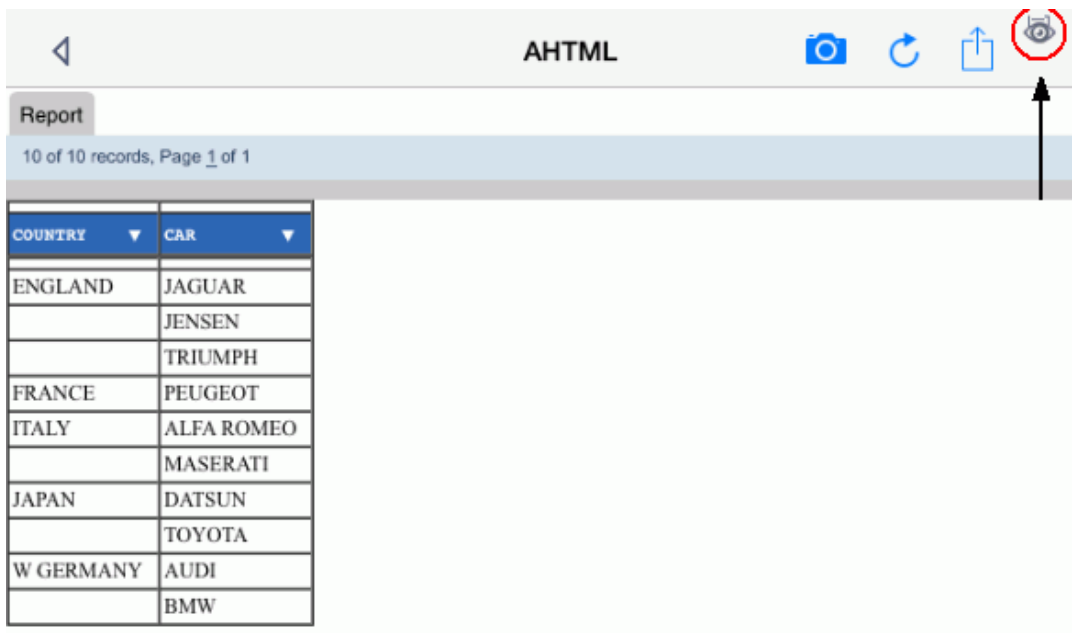 AHTML
Report
10 of 10 records, Page 1 of 1
COUNTRY ▼ CAR ▼
ENGLAND JAGUAR
JENSEN
TRIUMPH
FRANCE PEUGEOT
ITALY ALFA ROMEO
MASERATI
JAPAN DATSUN
TOYOTA
W GERMANY AUDI
BMW